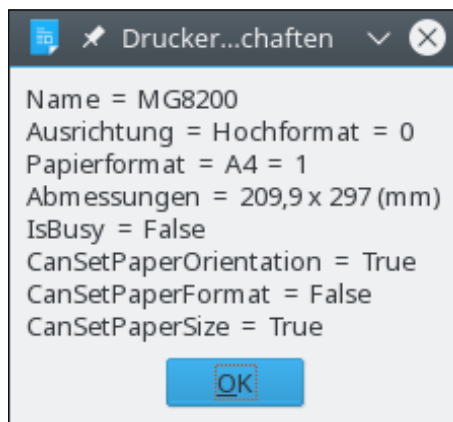 Drucker...chaften
Name = MG8200
Ausrichtung = Hochformat = 0
Papierformat = A4 = 1
Abmessungen = 209,9 x 297 (mm)
IsBusy = False
CanSetPaperOrientation = True
CanSetPaperFormat = False
CanSetPaperSize = True
OK